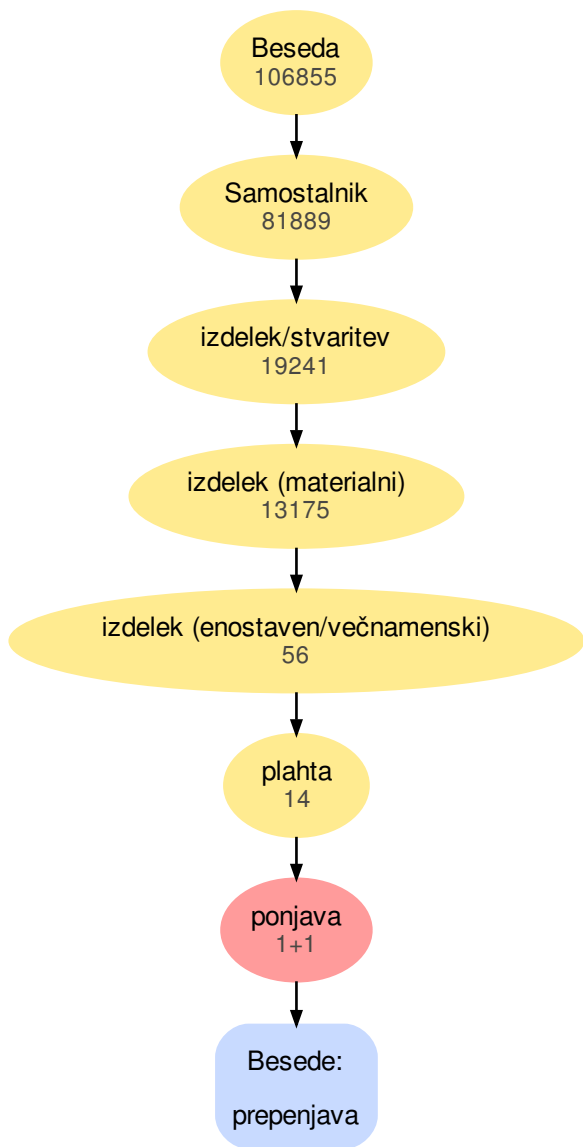 Beseda
106855
Samostalnik
81889
izdelek/stvaritev
19241
izdelek (materialni)
13175
izdelek (enostaven/večnamenski)
56
plahta
14
ponjava
1+1
Besede:
prepenjava